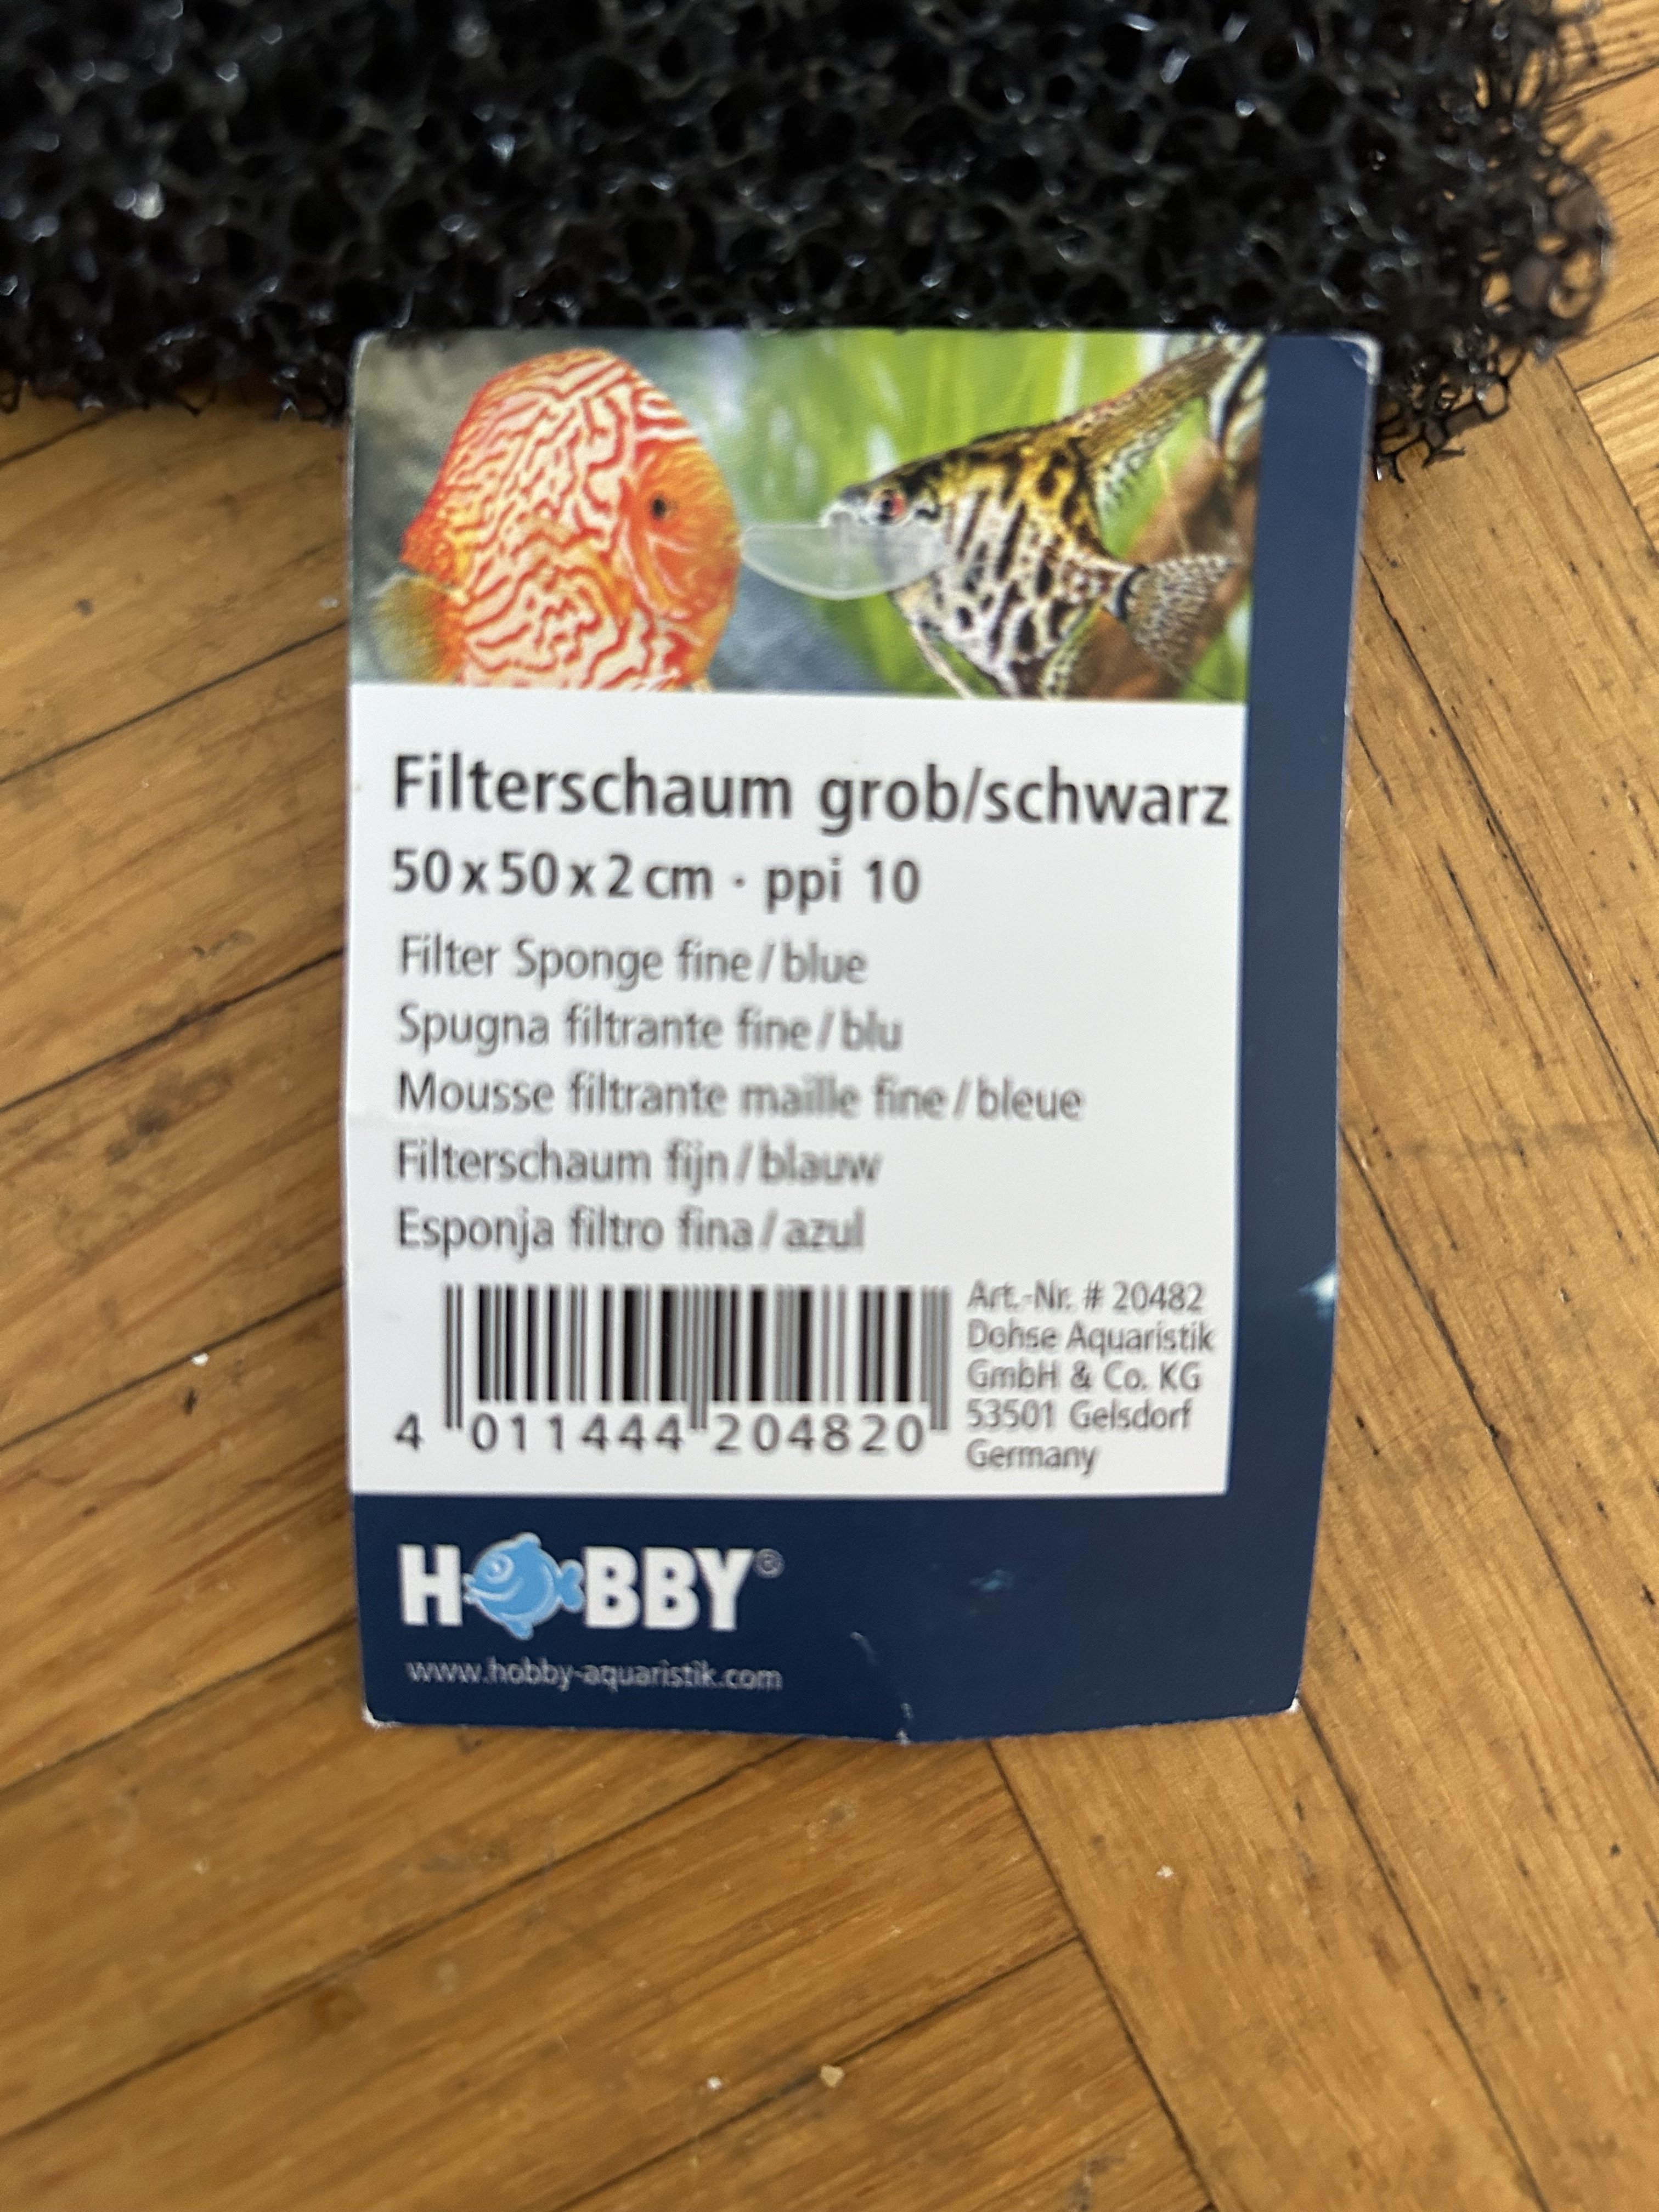 Filterschaum grob/schwarz
50 x 50 x 2 cm · ppi 10
Filter Sponge fine / blue
Spugna filtrante fine / blu
Mousse filtrante maille fine / bleue
Filterschaum fijn / blauw
Esponja filtro fina / azul
4 011444 204820
Art.-Nr. # 20482
Dohse Aquaristik
GmbH & Co. KG
53501 Gelsdorf
Germany
HOBBY®
www.hobby-aquaristik.com